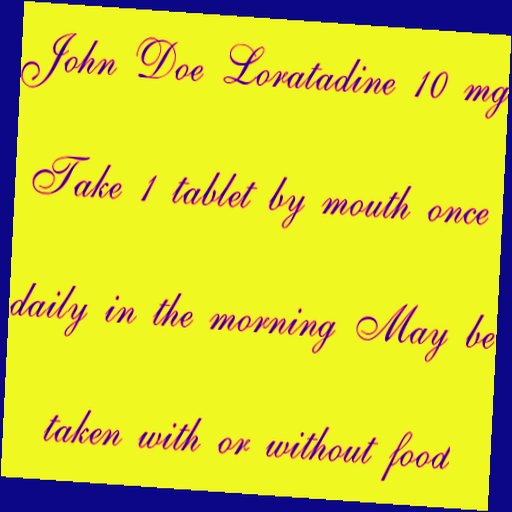 John Doe Loratadine 10 mg
Take 1 tablet by mouth once
daily in the morning May be
taken with or without food